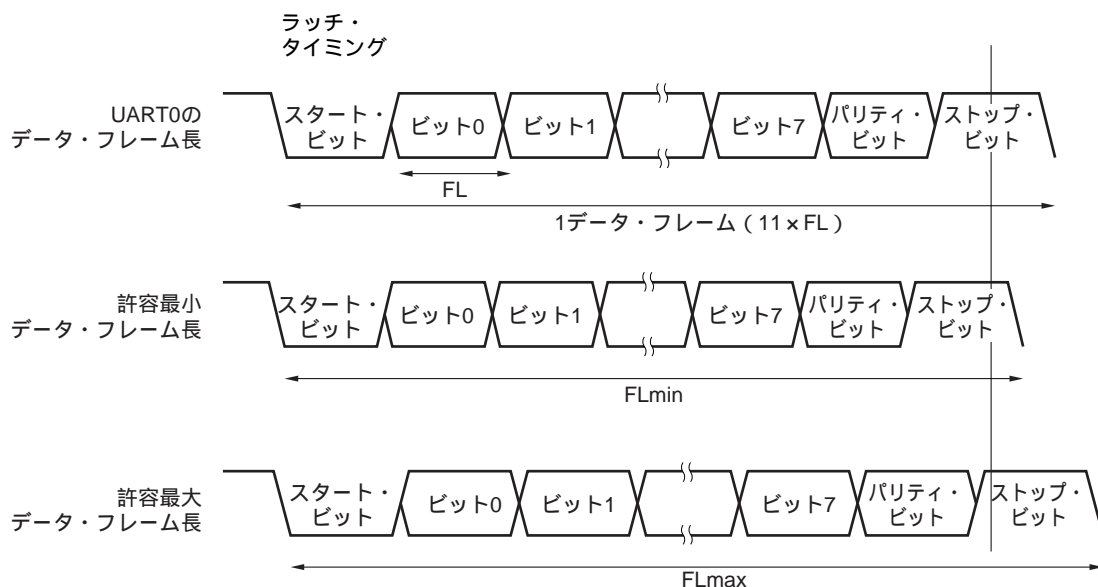 ラッチ・
タイミング
UART0の
データ・フレーム長
スタート・
ビット
ビット0
ビット1
ビット7
パリティ・
ビット
ストップ・
ビット
FL
1データ・フレーム(11×FL)
許容最小
データ・フレーム長
スタート・
ビット
ビット0
ビット1
ビット7
パリティ・
ビット
ストップ・
ビット
FLmin
許容最大
データ・フレーム長
スタート・
ビット
ビット0
ビット1
ビット7
パリティ・
ビット
ストップ・
ビット
FLmax